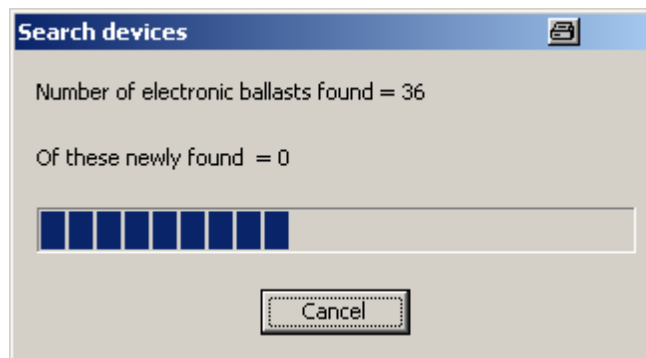 Search devices
Number of electronic ballasts found = 36
Of these newly found = 0
Cancel